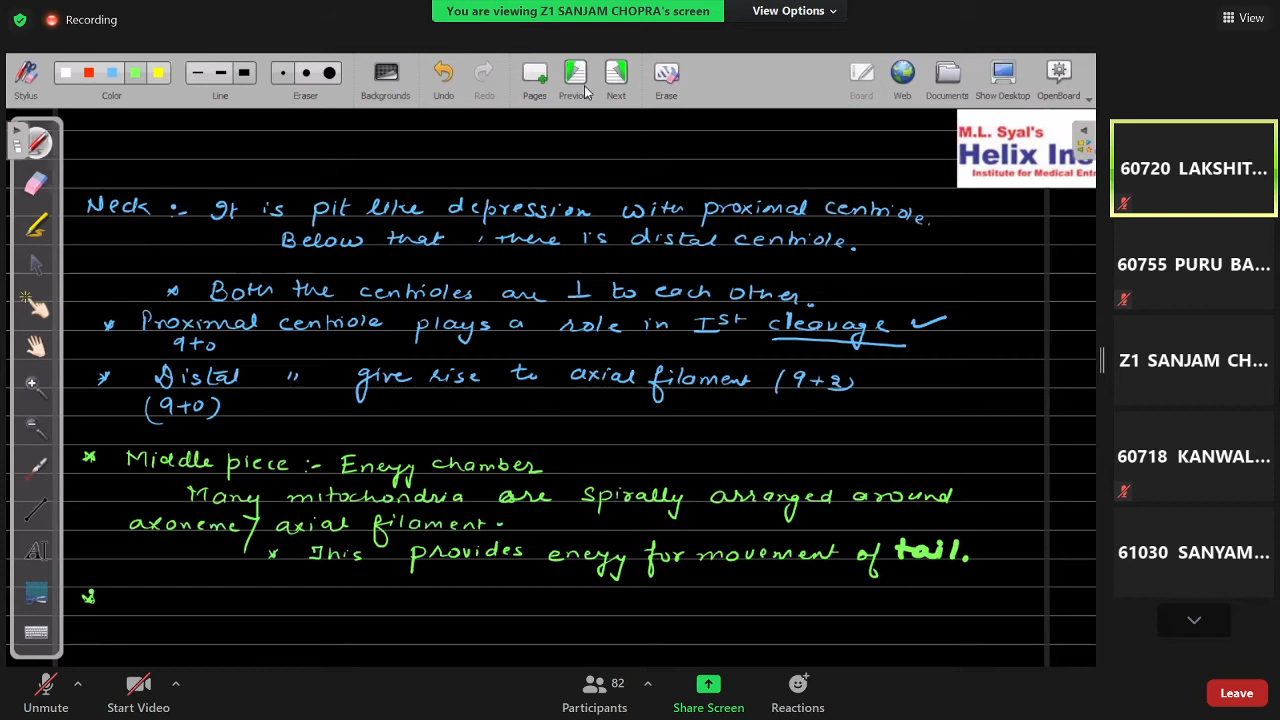 Recording
You are viewing Z1 SANJAM CHOPRA's screen
View Options
View
Stylus
Color
Line
Eraser
Backgrounds
Undo
Redo
Pages
Previous
Next
Erase
Board
Web
Documents
Show Desktop
OpenBoard
M.L. Syal's
Helix Ins
Institute for Medical Entr
Neck :- It is pit like depression with proximal centriole.
Below that, there is distal centriole.
* Both the centrioles are ⊥ to each other.
* Proximal centriole plays a role in Ist cleavage ✓
9+0
* Distal " give rise to axial filament (9+2)
(9+0)
* Middle piece :- Energy chamber
Many mitochondria are spirally arranged around
axoneme/ axial filament.
* This provides energy for movement of tail.
*
60720 LAKSHIT...
60755 PURU BA...
Z1 SANJAM CH...
60718 KANWAL...
61030 SANYAM...
Unmute
Start Video
82
Participants
Share Screen
Reactions
Leave